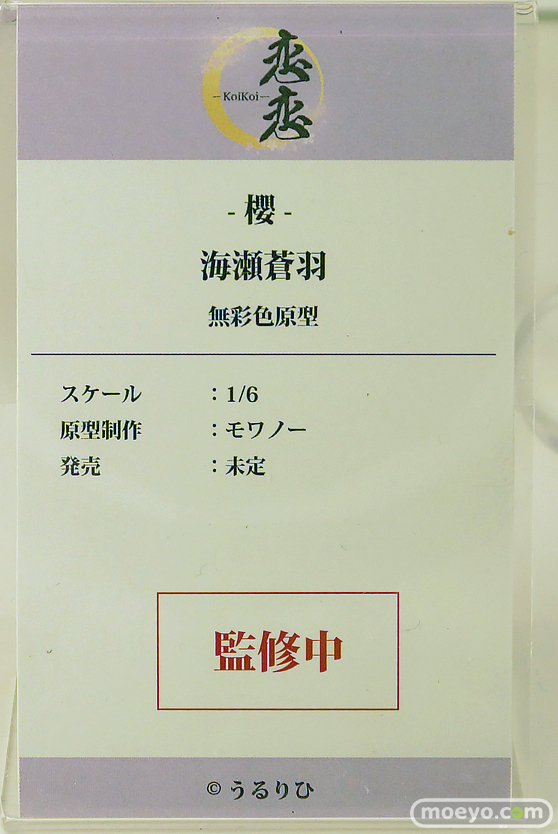 恋恋
―KoiKoi―
- 櫻 -
海瀬蒼羽
無彩色原型
スケール ：1/6
原型制作 ：モワノー
発売 ：未定
監修中
© うるりひ
moeyo.com